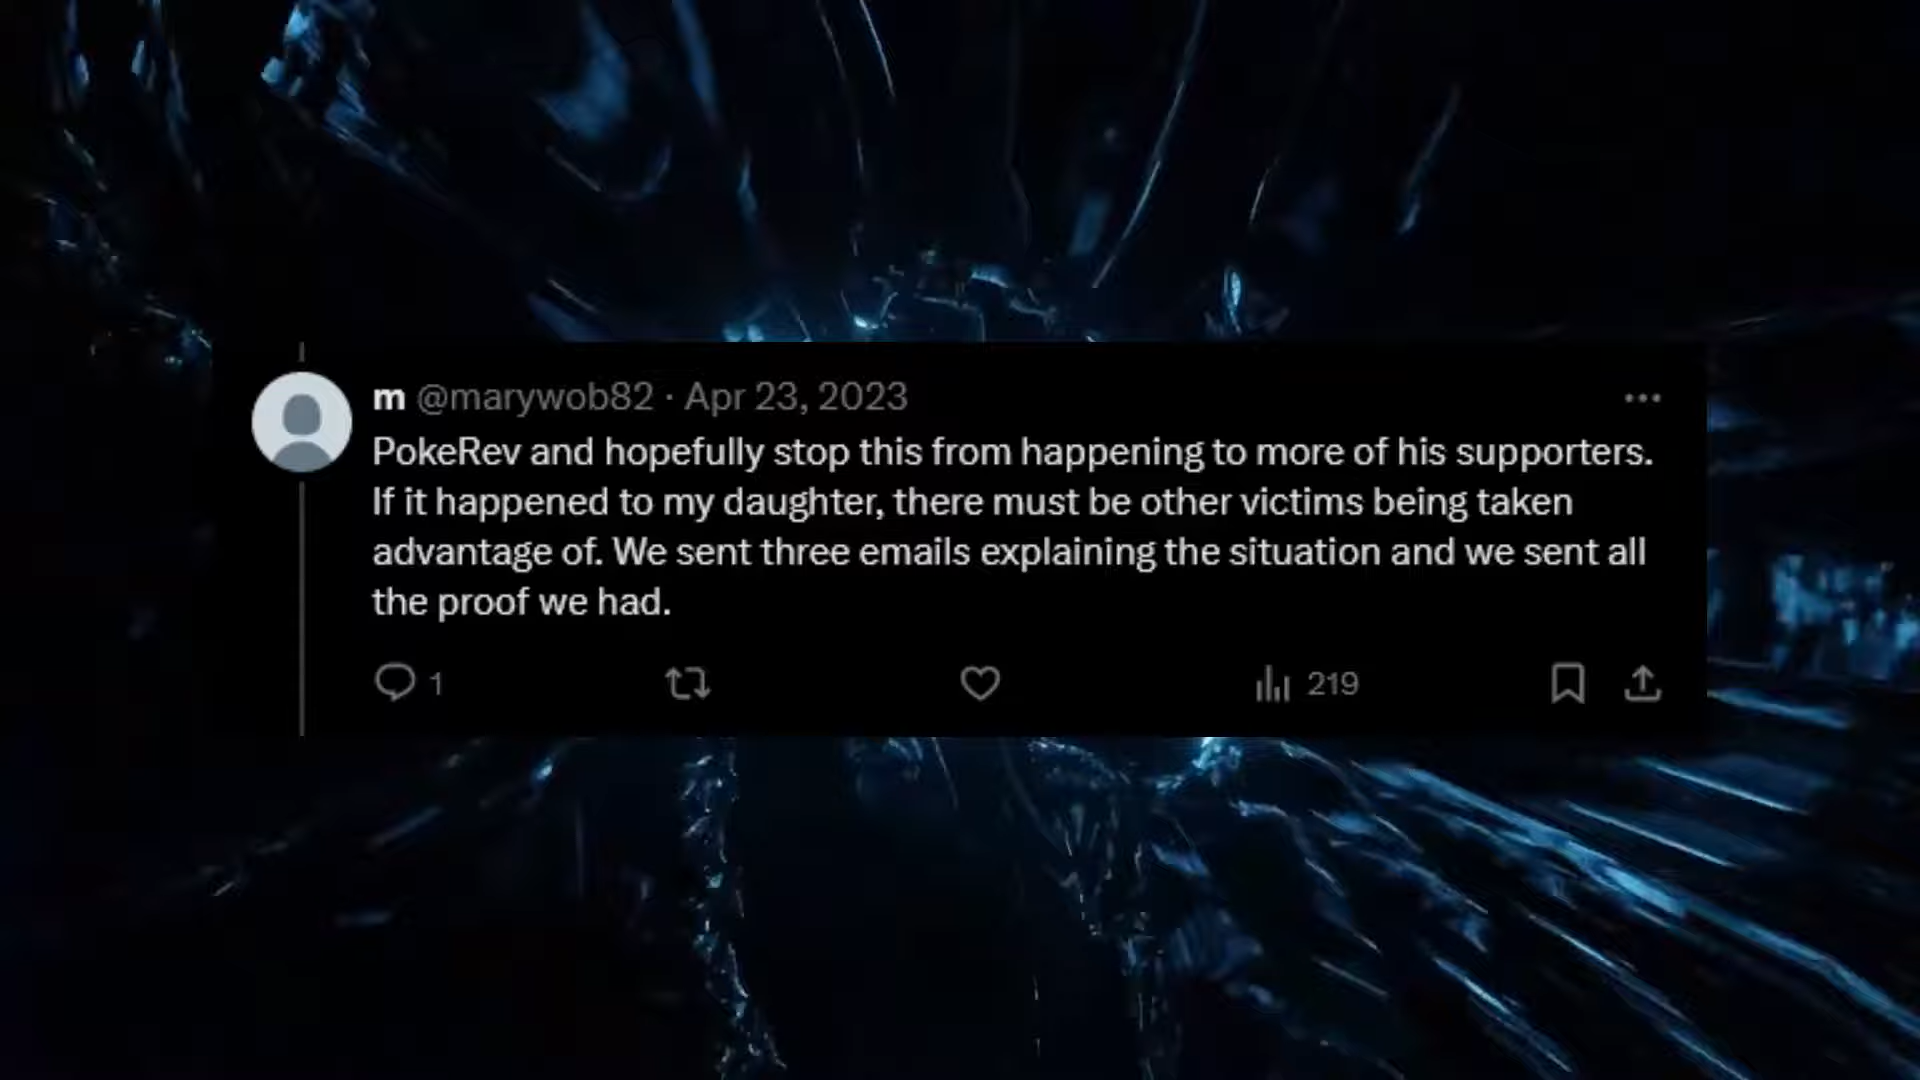 m @marywob82 · Apr 23, 2023
PokeRev and hopefully stop this from happening to more of his supporters.
If it happened to my daughter, there must be other victims being taken
advantage of. We sent three emails explaining the situation and we sent all
the proof we had.
1 219